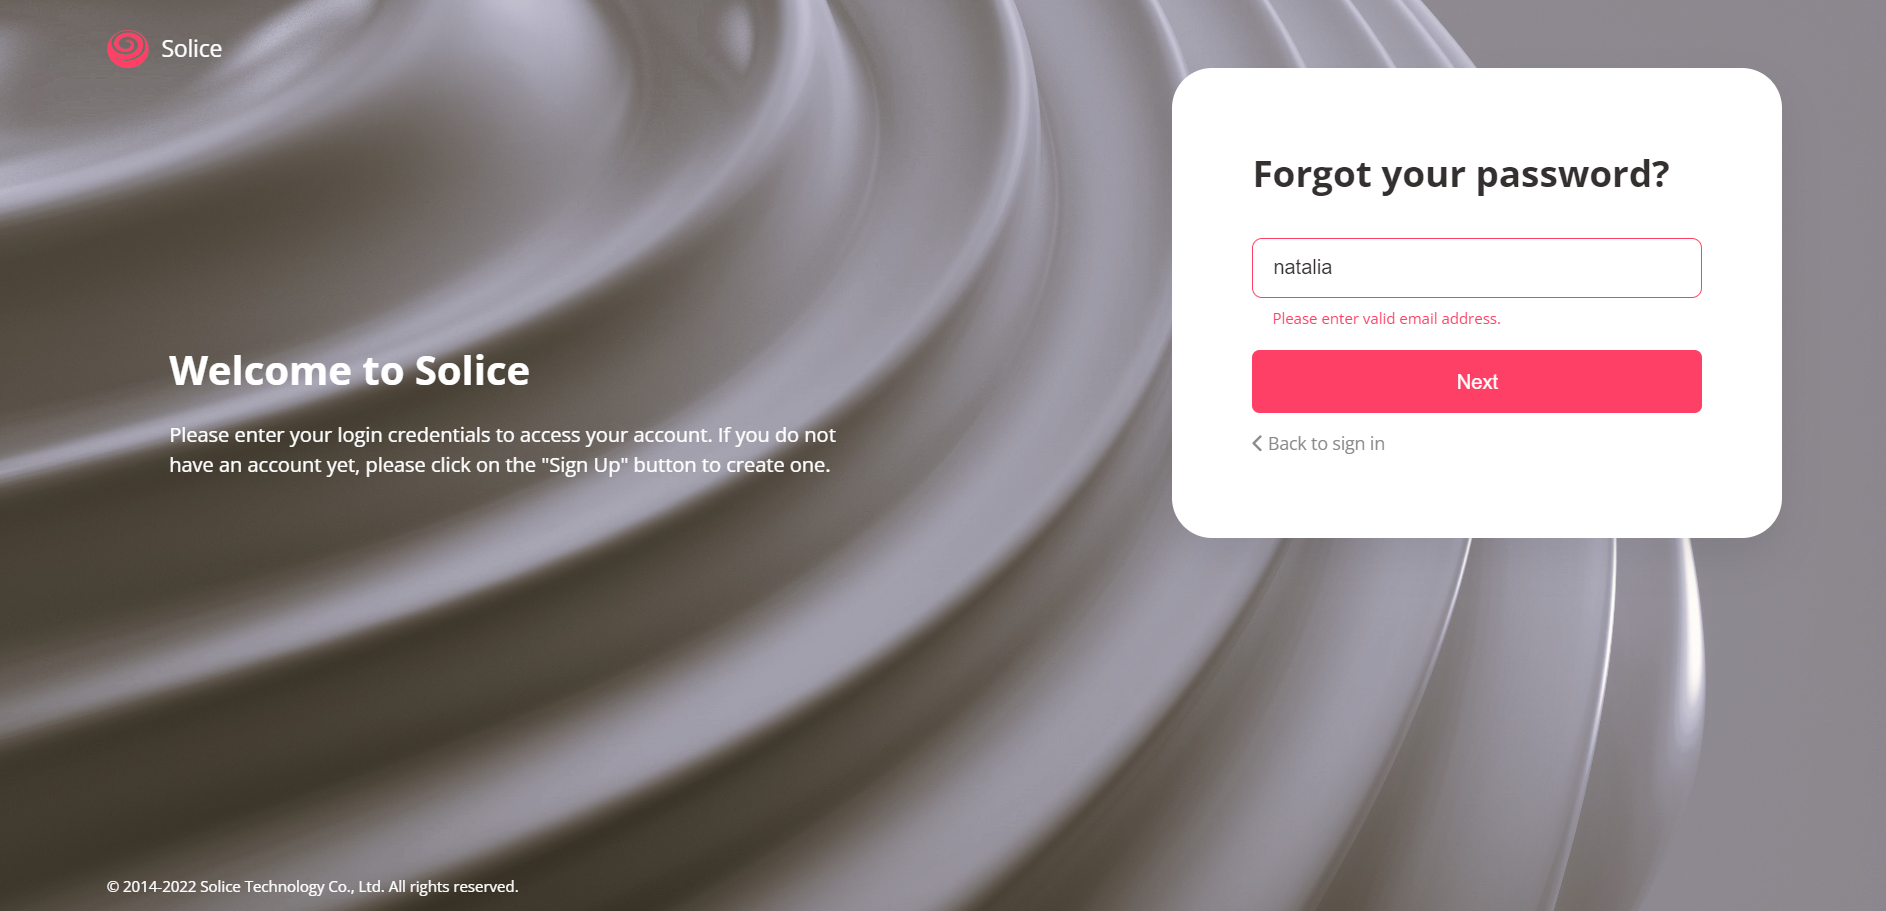 Solice
Forgot your password?
natalia
Please enter valid email address.
Next
Back to sign in
Welcome to Solice
Please enter your login credentials to access your account. If you do not
have an account yet, please click on the "Sign Up" button to create one.
© 2014-2022 Solice Technology Co., Ltd. All rights reserved.